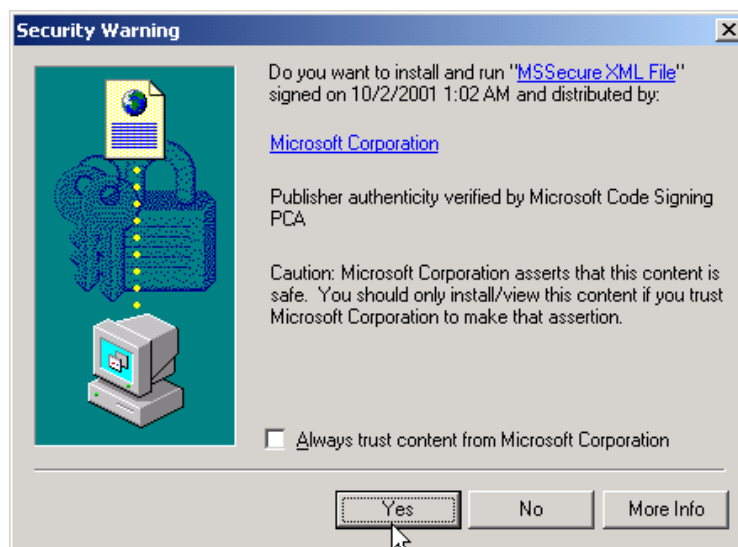 Security Warning
Do you want to install and run "MSSecure XML File"
signed on 10/2/2001 1:02 AM and distributed by:
Microsoft Corporation
Publisher authenticity verified by Microsoft Code Signing
PCA
Caution: Microsoft Corporation asserts that this content is
safe.  You should only install/view this content if you trust
Microsoft Corporation to make that assertion.
Always trust content from Microsoft Corporation
Yes No More Info